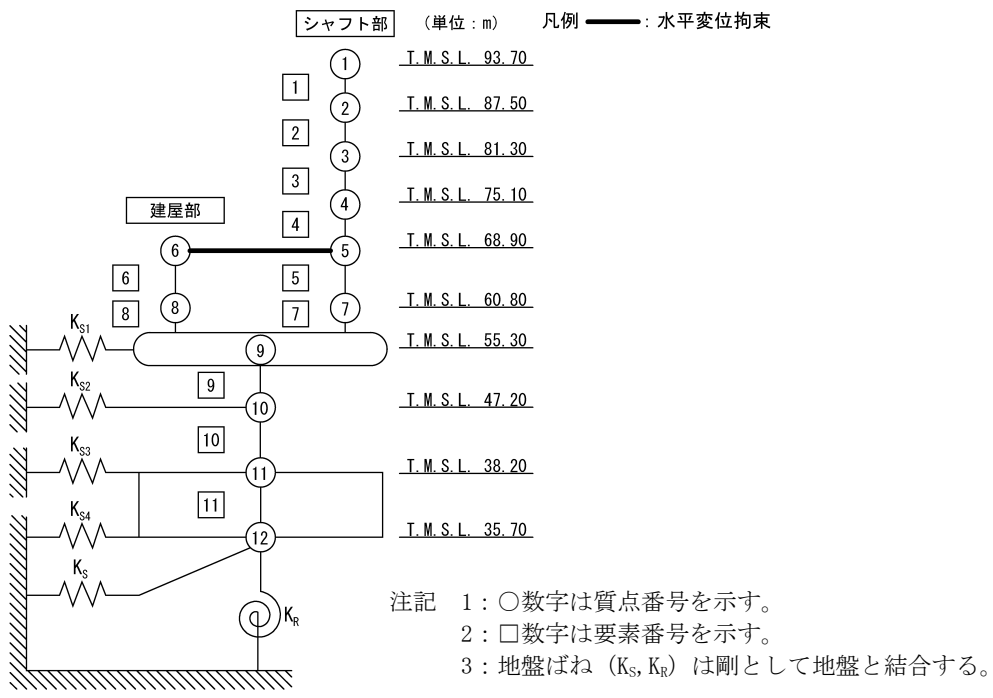 シャフト部 (単位:m) 凡例 :水平変位拘束
① T.M.S.L. 93.70
1
② T.M.S.L. 87.50
2
③ T.M.S.L. 81.30
3
④ T.M.S.L. 75.10
建屋部 4
⑥ ⑤ T.M.S.L. 68.90
6 5
⑧ ⑦ T.M.S.L. 60.80
8 7
KS1 ⑨ T.M.S.L. 55.30
9
KS2 ⑩ T.M.S.L. 47.20
10
KS3 ⑪ T.M.S.L. 38.20
11
KS4 ⑫ T.M.S.L. 35.70
KS
KR
注記 1:○数字は質点番号を示す。
2:□数字は要素番号を示す。
3:地盤ばね(KS,KR)は剛として地盤と結合する。